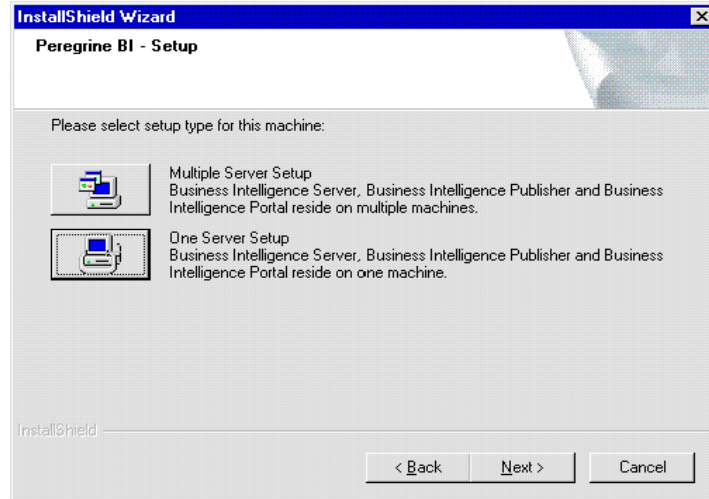 InstallShield Wizard
Peregrine BI - Setup
Please select setup type for this machine:
Multiple Server Setup
Business Intelligence Server, Business Intelligence Publisher and Business
Intelligence Portal reside on multiple machines.
One Server Setup
Business Intelligence Server, Business Intelligence Publisher and Business
Intelligence Portal reside on one machine.
InstallShield
< Back
Next >
Cancel